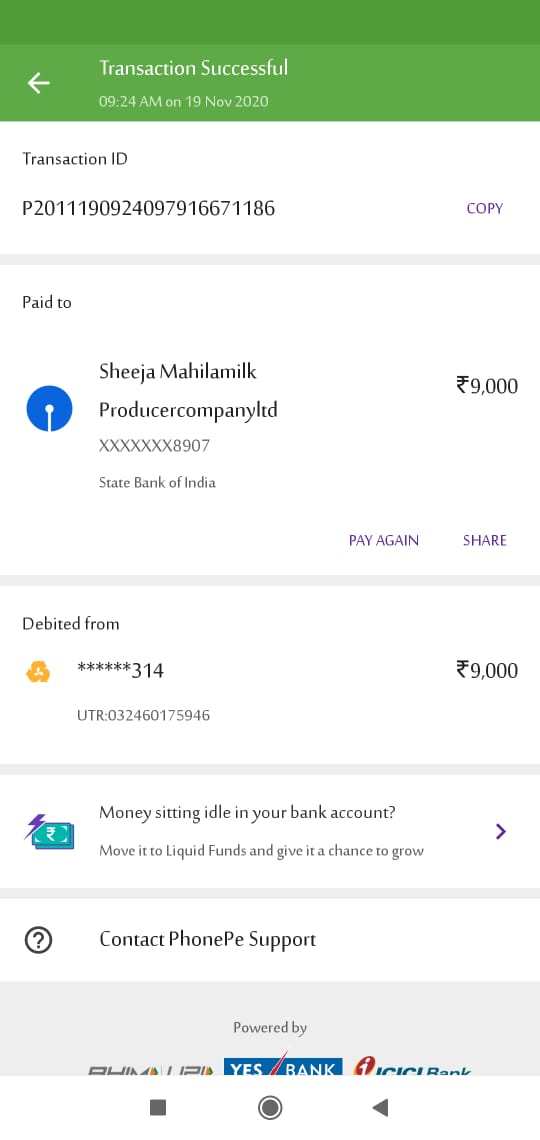 Transaction Successful
09:24 AM on 19 Nov 2020
Transaction ID
P2011190924097916671186
COPY
Paid to
Sheeja Mahilamilk
Producercompanyltd
₹9,000
XXXXXXX8907
State Bank of India
PAY AGAIN
SHARE
Debited from
******314
₹9,000
UTR:032460175946
Money sitting idle in your bank account?
Move it to Liquid Funds and give it a chance to grow
Contact PhonePe Support
Powered by
BHIM UPI YES BANK ICICI Bank